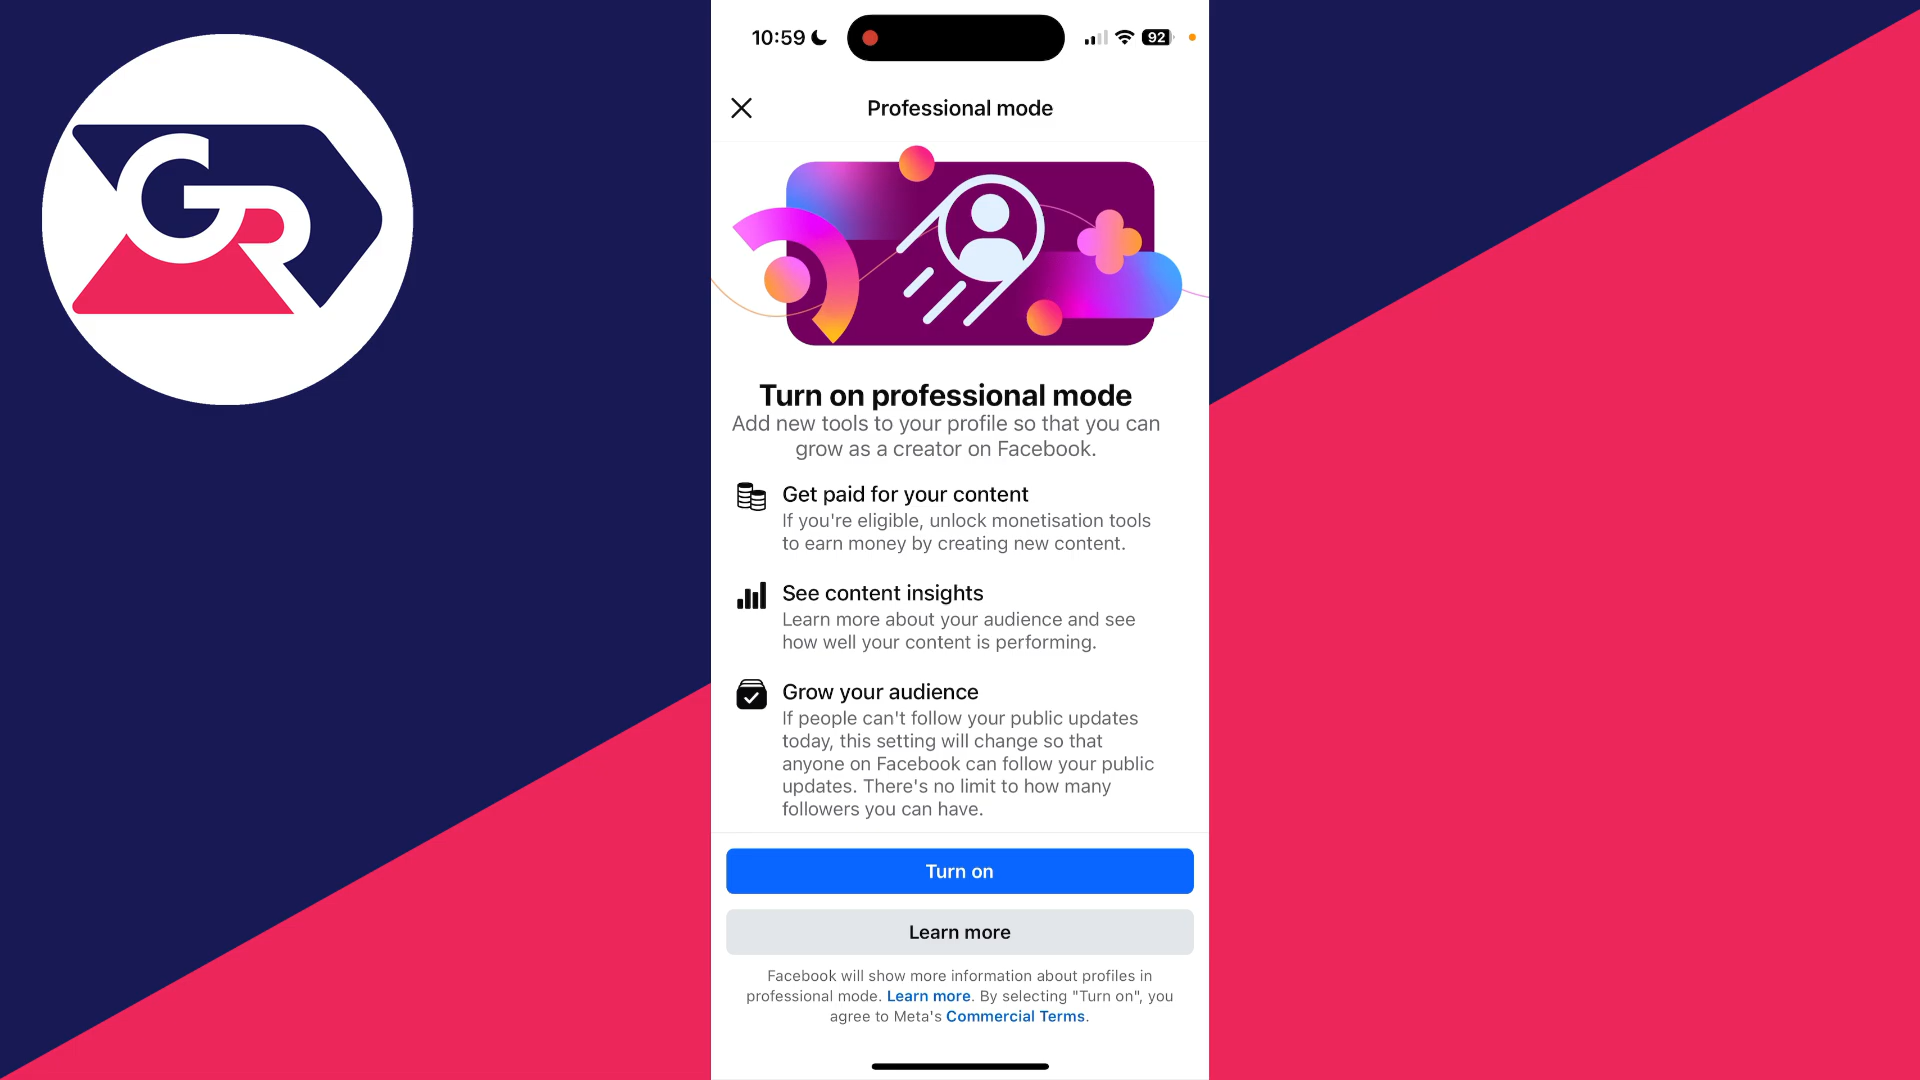 GR
10:59
92
Professional mode
Turn on professional mode
Add new tools to your profile so that you can
grow as a creator on Facebook.
Get paid for your content
If you're eligible, unlock monetisation tools
to earn money by creating new content.
See content insights
Learn more about your audience and see
how well your content is performing.
Grow your audience
If people can't follow your public updates
today, this setting will change so that
anyone on Facebook can follow your public
updates. There's no limit to how many
followers you can have.
Turn on
Learn more
Facebook will show more information about profiles in
professional mode. Learn more. By selecting "Turn on", you
agree to Meta's Commercial Terms.